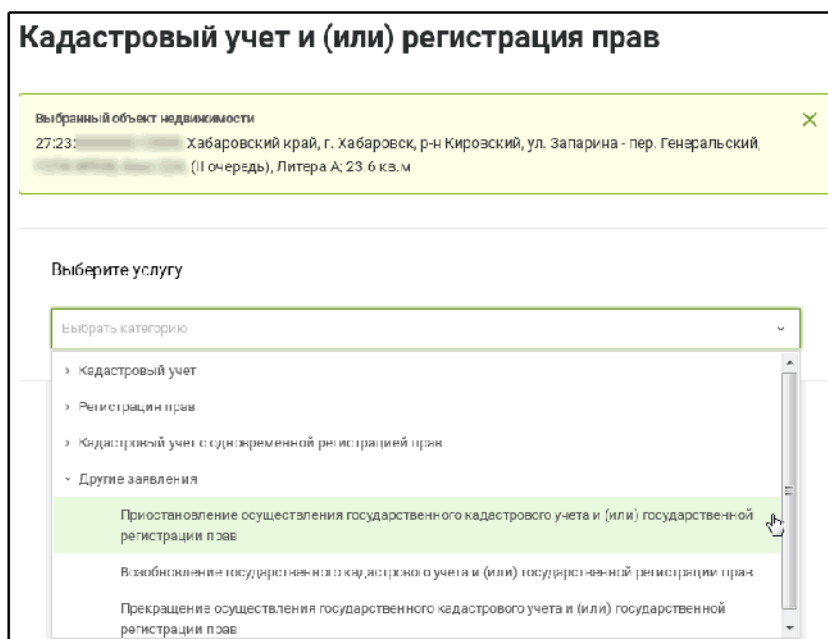 Кадастровый учет и (или) регистрация прав
Выбранный объект недвижимости
27:23: Хабаровский край, г. Хабаровск, р-н Кировский, ул. Запарина - пер. Генеральский,
(II очередь), Литера А; 23.6 кв.м
Выберите услугу
Выбрать категорию
Кадастровый учет
Регистрация прав
Кадастровый учет с одновременной регистрацией прав
Другие заявления
Приостановление осуществления государственного кадастрового учета и (или) государственной
регистрации прав
Возобновление государственного кадастрового учета и (или) государственной регистрации прав
Прекращение осуществления государственного кадастрового учета и (или) государственной
регистрации прав